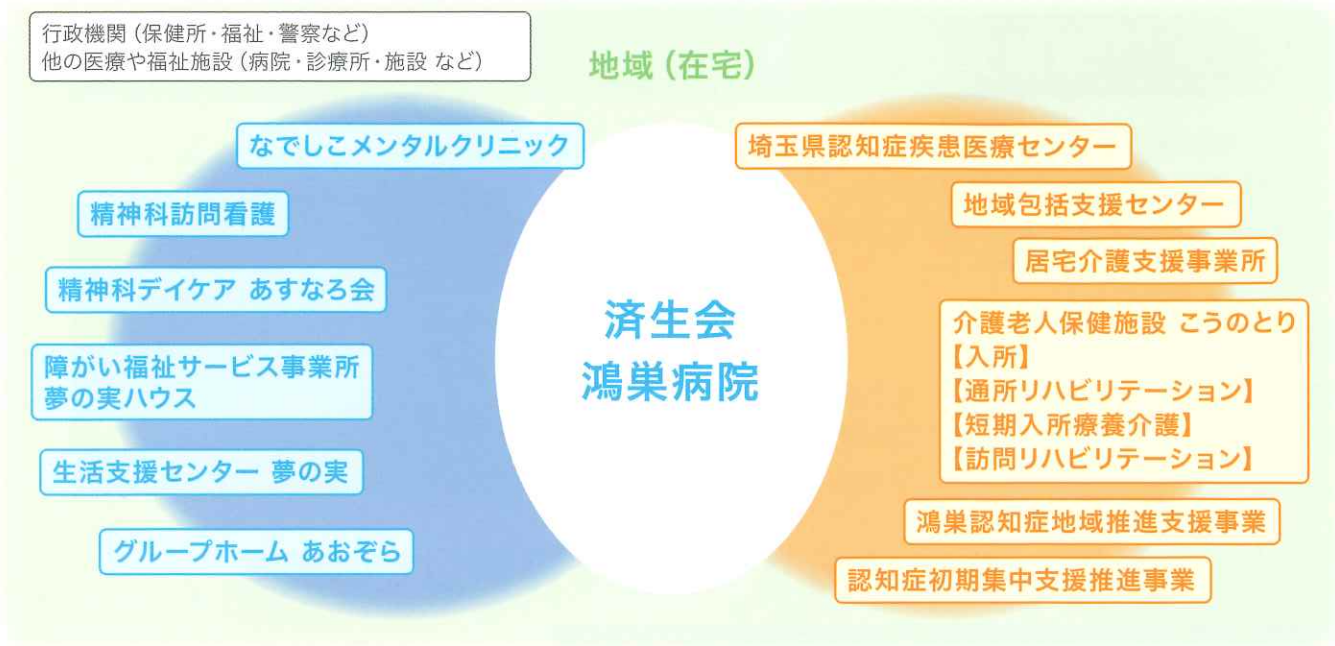 行政機関（保健所・福祉・警察など）
他の医療や福祉施設（病院・診療所・施設 など）
地域（在宅）
なでしこメンタルクリニック
精神科訪問看護
精神科デイケア あすなろ会
障がい福祉サービス事業所
夢の実ハウス
生活支援センター 夢の実
グループホーム あおぞら
済生会
鴻巣病院
埼玉県認知症疾患医療センター
地域包括支援センター
居宅介護支援事業所
介護老人保健施設 こうのとり
【入所】
【通所リハビリテーション】
【短期入所療養介護】
【訪問リハビリテーション】
鴻巣認知症地域推進支援事業
認知症初期集中支援推進事業